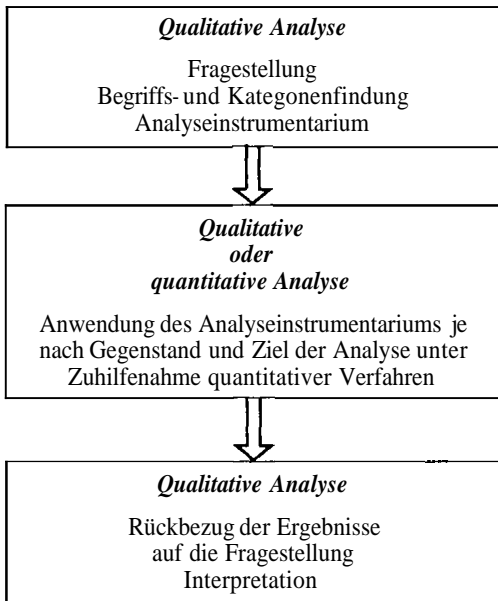 Qualitative Analyse
Fragestellung
Begriffs- und Kategonenfindung
Analyseinstrumentarium
Qualitative
oder
quantitative Analyse
Anwendung des Analyseinstrumentariums je
nach Gegenstand und Ziel der Analyse unter
Zuhilfenahme quantitativer Verfahren
Qualitative Analyse
Rückbezug der Ergebnisse
auf die Fragestellung
Interpretation